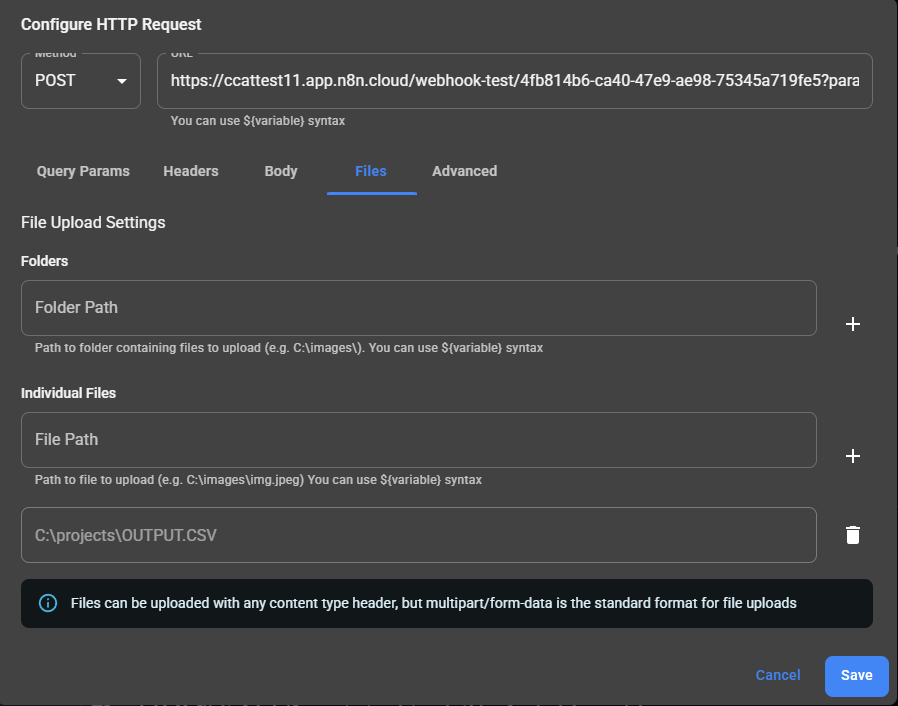 Configure HTTP Request
Method
URL
POST
https://ccattest11.app.n8n.cloud/webhook-test/4fb814b6-ca40-47e9-ae98-75345a719fe5?para
You can use ${variable} syntax
Query Params Headers Body Files Advanced
File Upload Settings
Folders
Folder Path
Path to folder containing files to upload (e.g. C:\images\). You can use ${variable} syntax
Individual Files
File Path
Path to file to upload (e.g. C:\images\img.jpeg) You can use ${variable} syntax
C:\projects\OUTPUT.CSV
Files can be uploaded with any content type header, but multipart/form-data is the standard format for file uploads
Cancel Save